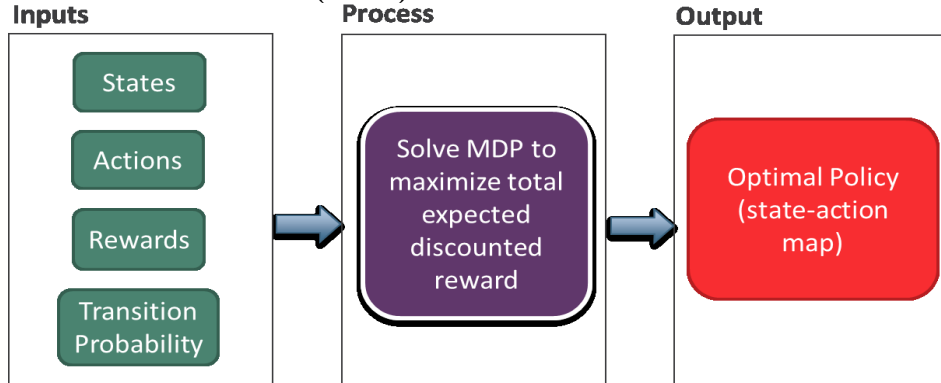 Inputs
States
Actions
Rewards
Transition
Probability
Process
Solve MDP to
maximize total
expected
discounted
reward
Output
Optimal Policy
(state-action
map)